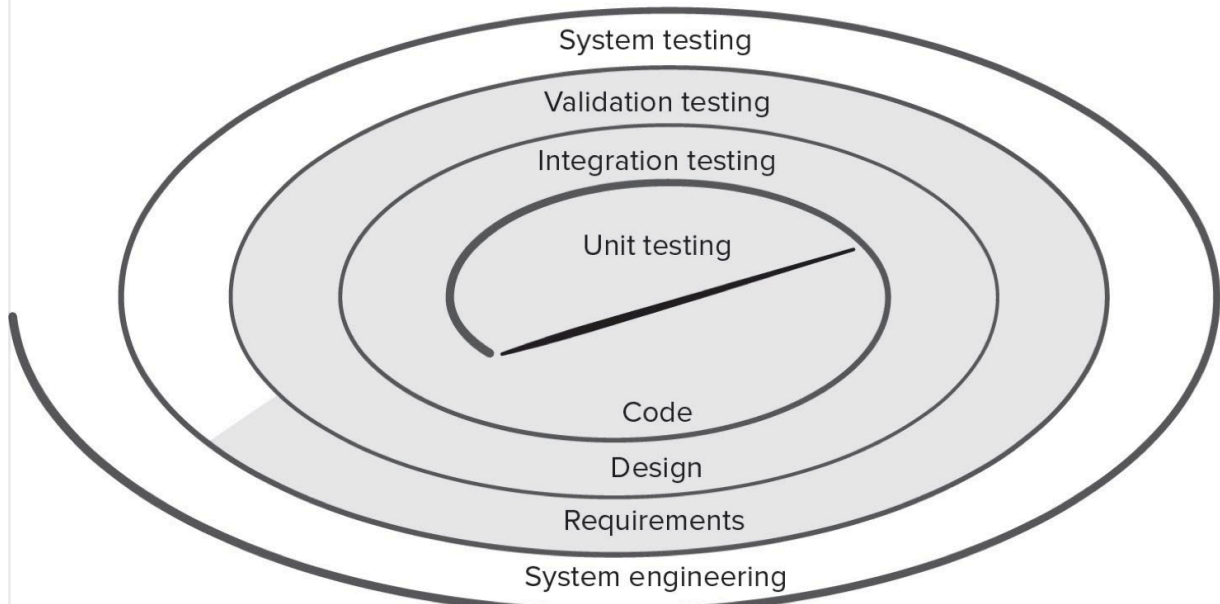 System testing
Validation testing
Integration testing
Unit testing
Code
Design
Requirements
System engineering